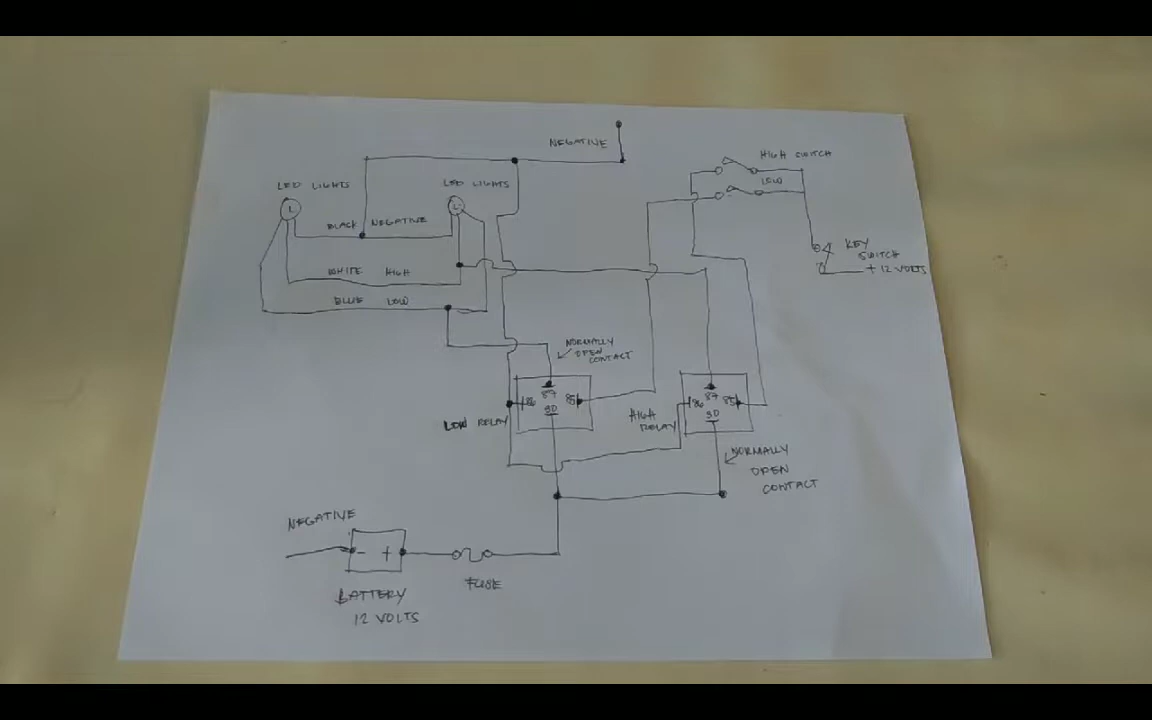 NEGATIVE
HIGH SWITCH
LED LIGHTS
LED LIGHTS
LOW
L
L
BLACK NEGATIVE
KEY
SWITCH
+ 12 VOLTS
WHITE HIGH
BLUE LOW
NORMALLY
OPEN
CONTACT
86
87
85
30
LOW RELAY
HIGH
RELAY
86
87
85
30
NORMALLY
OPEN
CONTACT
NEGATIVE
- +
FUSE
BATTERY
12 VOLTS